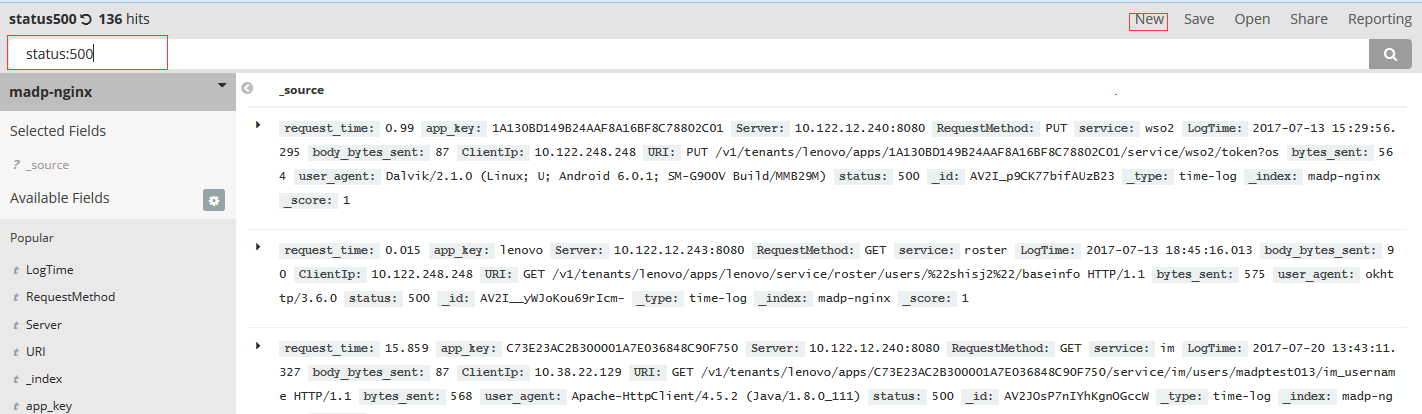 status500 136 hits
New Save Open Share Reporting
status:500
madp-nginx
Selected Fields
? _source
Available Fields
Popular
t LogTime
t RequestMethod
t Server
t URI
t _index
t app_key
_source
request_time: 0.99 app_key: 1A130BD149B24AAF8A16BF8C78802C01 Server: 10.122.12.240:8080 RequestMethod: PUT service: wso2 LogTime: 2017-07-13 15:29:56.
295 body_bytes_sent: 87 ClientIp: 10.122.248.248 URI: PUT /v1/tenants/lenovo/apps/1A130BD149B24AAF8A16BF8C78802C01/service/wso2/token?os bytes_sent: 56
4 user_agent: Dalvik/2.1.0 (Linux; U; Android 6.0.1; SM-G900V Build/MMB29M) status: 500 _id: AV2I_p9CK77bifAUzB23 _type: time-log _index: madp-nginx
_score: 1
request_time: 0.015 app_key: lenovo Server: 10.122.12.243:8080 RequestMethod: GET service: roster LogTime: 2017-07-13 18:45:16.013 body_bytes_sent: 9
0 ClientIp: 10.122.248.248 URI: GET /v1/tenants/lenovo/apps/lenovo/service/roster/users/%22shisj2%22/baseinfo HTTP/1.1 bytes_sent: 575 user_agent: okht
tp/3.6.0 status: 500 _id: AV2I__yWJoKou69rIcm- _type: time-log _index: madp-nginx _score: 1
request_time: 15.859 app_key: C73E23AC2B300001A7E036848C90F750 Server: 10.122.12.240:8080 RequestMethod: GET service: im LogTime: 2017-07-20 13:43:11.
327 body_bytes_sent: 87 ClientIp: 10.38.22.129 URI: GET /v1/tenants/lenovo/apps/C73E23AC2B300001A7E036848C90F750/service/im/users/madptest013/im_usernam
e HTTP/1.1 bytes_sent: 568 user_agent: Apache-HttpClient/4.5.2 (Java/1.8.0_111) status: 500 _id: AV2JOsP7nIYhKgnOGccW _type: time-log _index: madp-ng